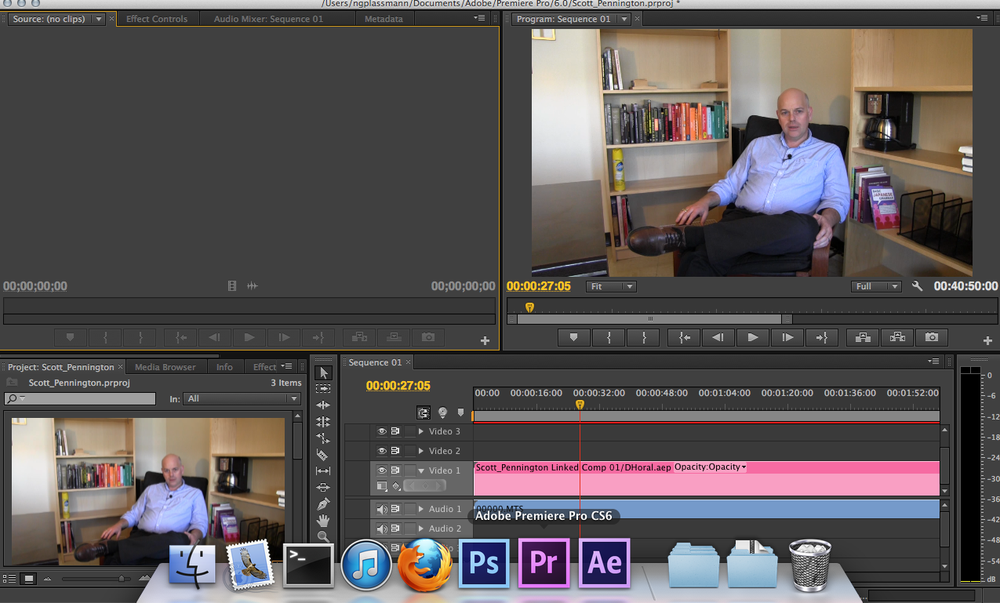 /Users/ngplassmann/Documents/Adobe/Premiere Pro/6.0/Scott_Pennington.prproj *
Source: (no clips)
Effect Controls
Audio Mixer: Sequence 01
Metadata
Program: Sequence 01
BASIC JAPANESE GRAMMAR
00;00;00;00
00;00;00;00
00:00:27:05
Fit
Full
00:40:50:00
Project: Scott_Pennington
Media Browser
Info
Effect
Scott_Pennington.prproj
3 Items
In: All
Sequence 01
00:00:27:05
00:00 00:00:16:00 00:00:32:00 00:00:48:00 00:01:04:00 00:01:20:00 00:01:36:00 00:01:52:00
Video 3
Video 2
Video 1
Scott_Pennington Linked Comp 01/DHoral.aep Opacity:Opacity
Audio 1
00000.MTS
Audio 2
Adobe Premiere Pro CS6
0
-6
-12
-18
-24
-30
-36
-42
-48
-54
dB
>_
Ps
Pr
Ae